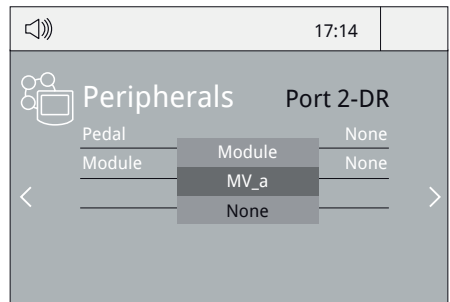 17:14
Peripherals Port 2-DR
Pedal None
Module
Module None
MV_a
None